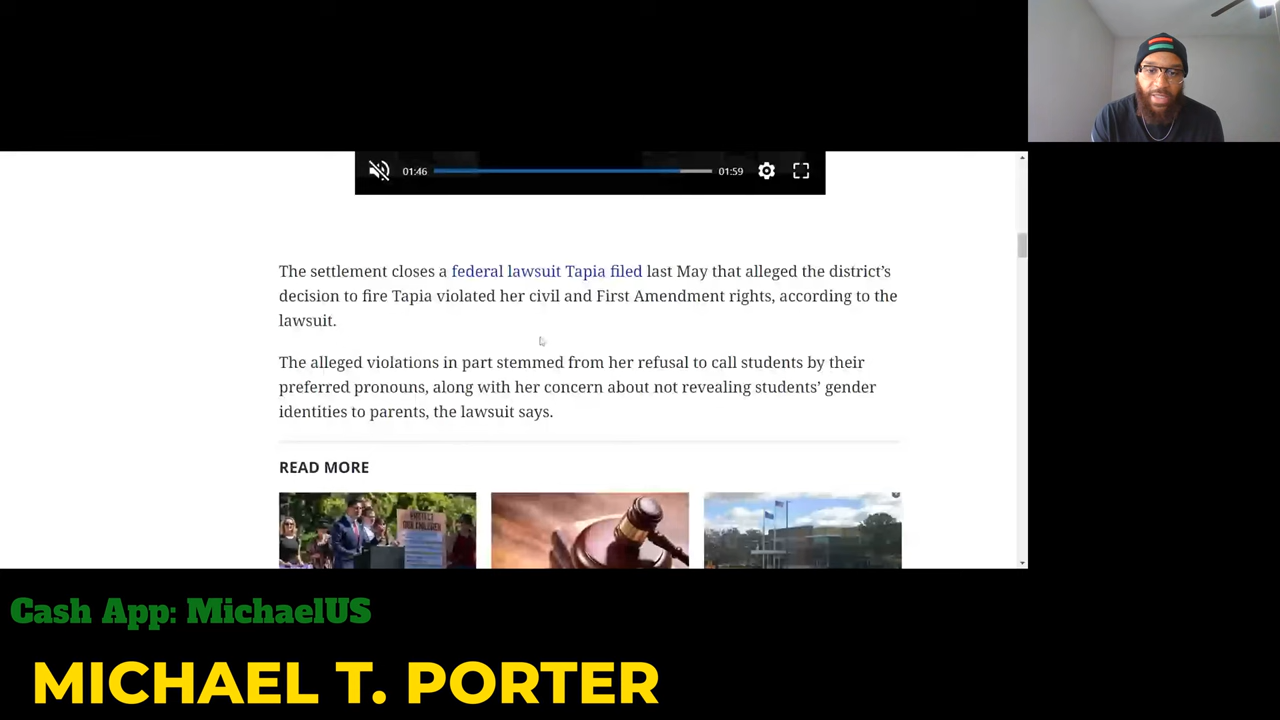 01:46
01:59
The settlement closes a federal lawsuit Tapia filed last May that alleged the district’s
decision to fire Tapia violated her civil and First Amendment rights, according to the
lawsuit.
The alleged violations in part stemmed from her refusal to call students by their
preferred pronouns, along with her concern about not revealing students’ gender
identities to parents, the lawsuit says.
READ MORE
PROTECT
OUR CHILDREN
Cash App: MichaelUS
MICHAEL T. PORTER